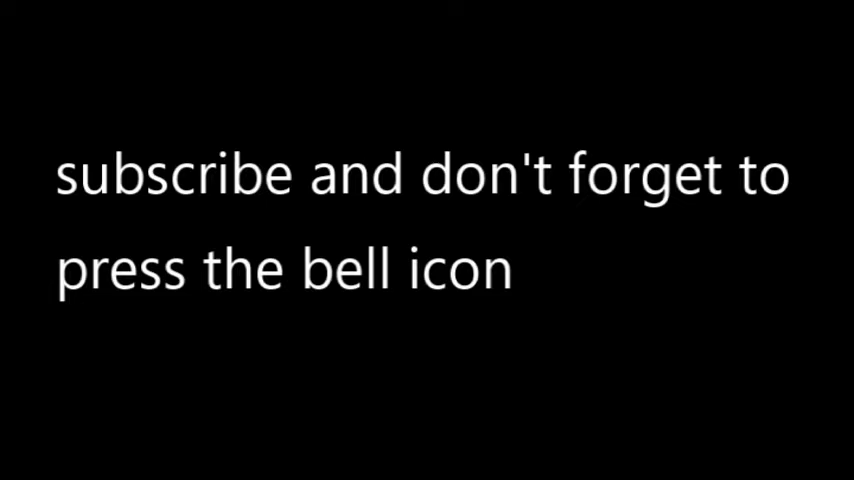 subscribe and don't forget to
press the bell icon